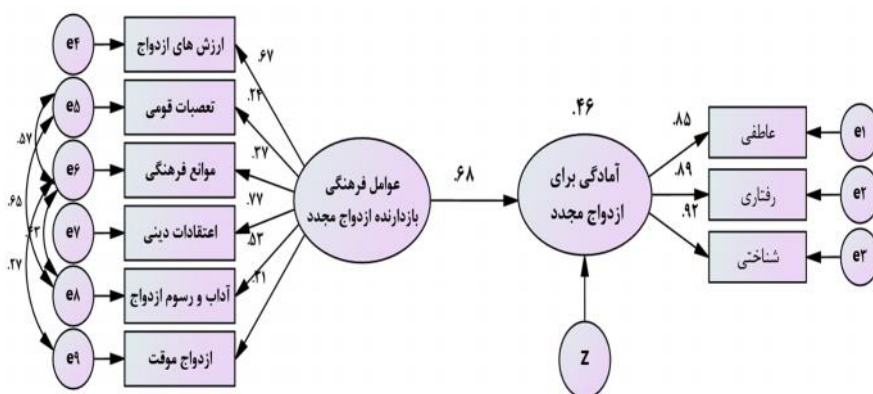 e۴
ارزش های ازدواج
.۶۷
e۵
تعصبات قومی
.۲۴
.۵۷
e۶
موانع فرهنگی
.۳۷
عوامل فرهنگی
بازدارنده ازدواج مجدد
.۶۸
.۴۶
آمادگی برای
ازدواج مجدد
.۸۵
عاطفی
e۱
.۸۹
رفتاری
e۲
.۹۲
شناختی
e۳
.۷۷
.۶۵
e۷
اعتقادات دینی
.۵۳
.۴۳
.۲۷
e۸
آداب و رسوم ازدواج
.۳۱
e۹
ازدواج موقت
Z